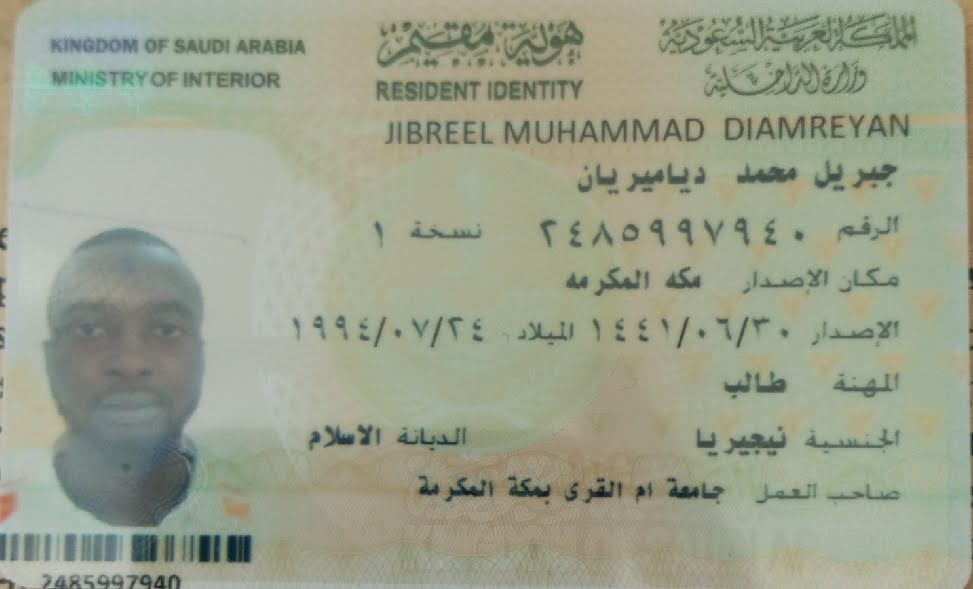 KINGDOM OF SAUDI ARABIA
MINISTRY OF INTERIOR
هوية مقيم
RESIDENT IDENTITY
المملكة العربية السعودية
وزارة الداخلية
JIBREEL MUHAMMAD DIAMREYAN
جبريل محمد ديامیریان
الرقم ٢٤٨٥٩٩٧٩٤٠ نسخة ١
مكان الإصدار مكه المكرمه
الإصدار ١٤٤١/٠٦/٣٠ الميلاد ١٩٩٤/٠٧/٢٤
المهنة طالب
الجنسية نيجيريا الديانة الاسلام
صاحب العمل جامعة ام القرى بمكة المكرمة
2485997940